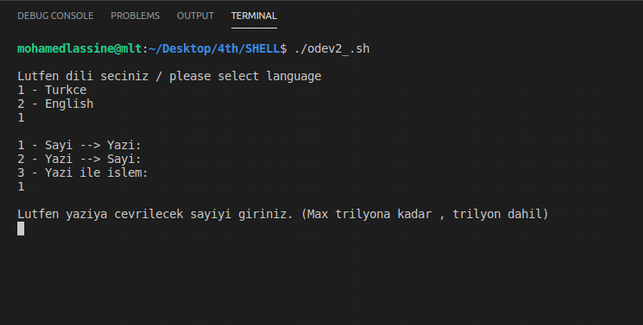 DEBUG CONSOLE PROBLEMS OUTPUT TERMINAL
mohamedlassine@mlt:~/Desktop/4th/SHELL$ ./odev2_.sh
Lutfen dili seciniz / please select language
1 - Turkce
2 - English
1
1 - Sayi --> Yazi:
2 - Yazi --> Sayi:
3 - Yazi ile islem:
1
Lutfen yaziya cevrilecek sayiyi giriniz. (Max trilyona kadar , trilyon dahil)